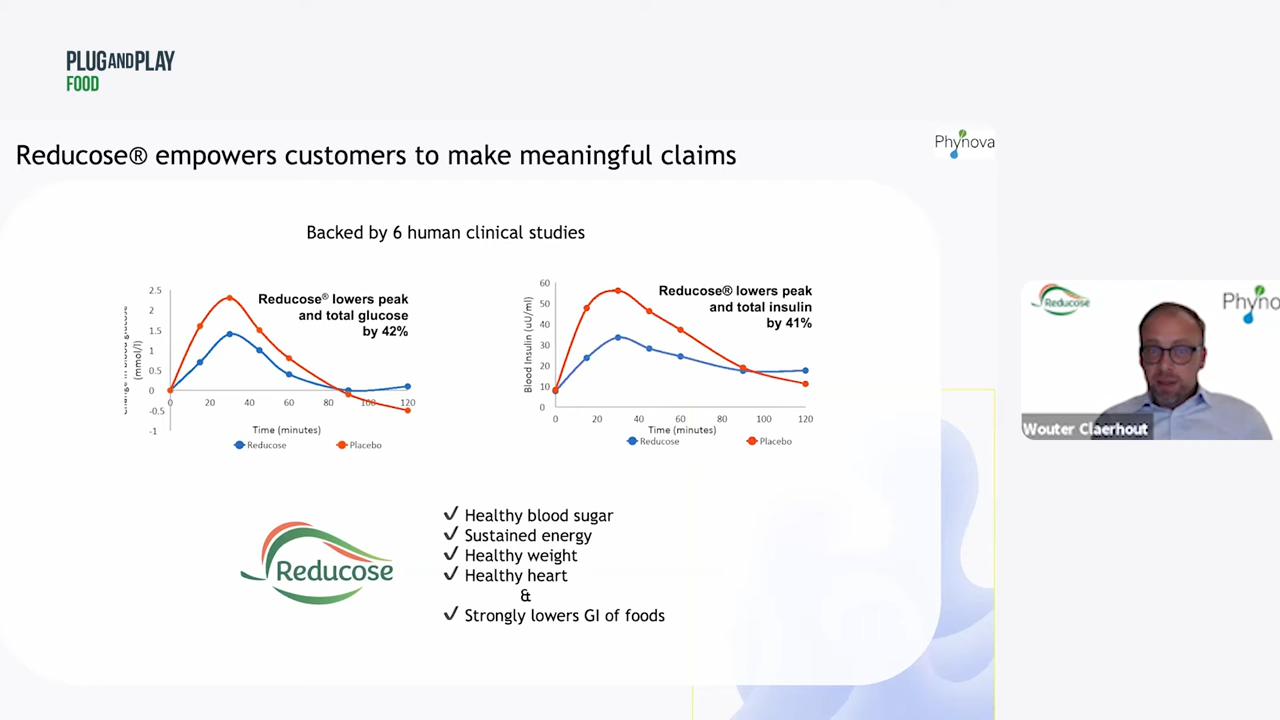 PLUGANDPLAY
FOOD
Reducose® empowers customers to make meaningful claims
Phynova
Backed by 6 human clinical studies
Reducose® lowers peak
and total glucose
by 42%
2.5
2
1.5
1
0.5
0
-0.5
-1
(mmol/l)
20
40
60
80
100
120
Time (minutes)
Reducose
Placebo
Reducose® lowers peak
and total insulin
by 41%
60
50
40
30
20
10
0
Blood Insulin (uU/ml)
0
20
40
60
80
100
120
Time (minutes)
Reducose
Placebo
Reducose
✓ Healthy blood sugar
✓ Sustained energy
✓ Healthy weight
✓ Healthy heart
&
✓ Strongly lowers GI of foods
Reducose
Phyno
Wouter Claerhout